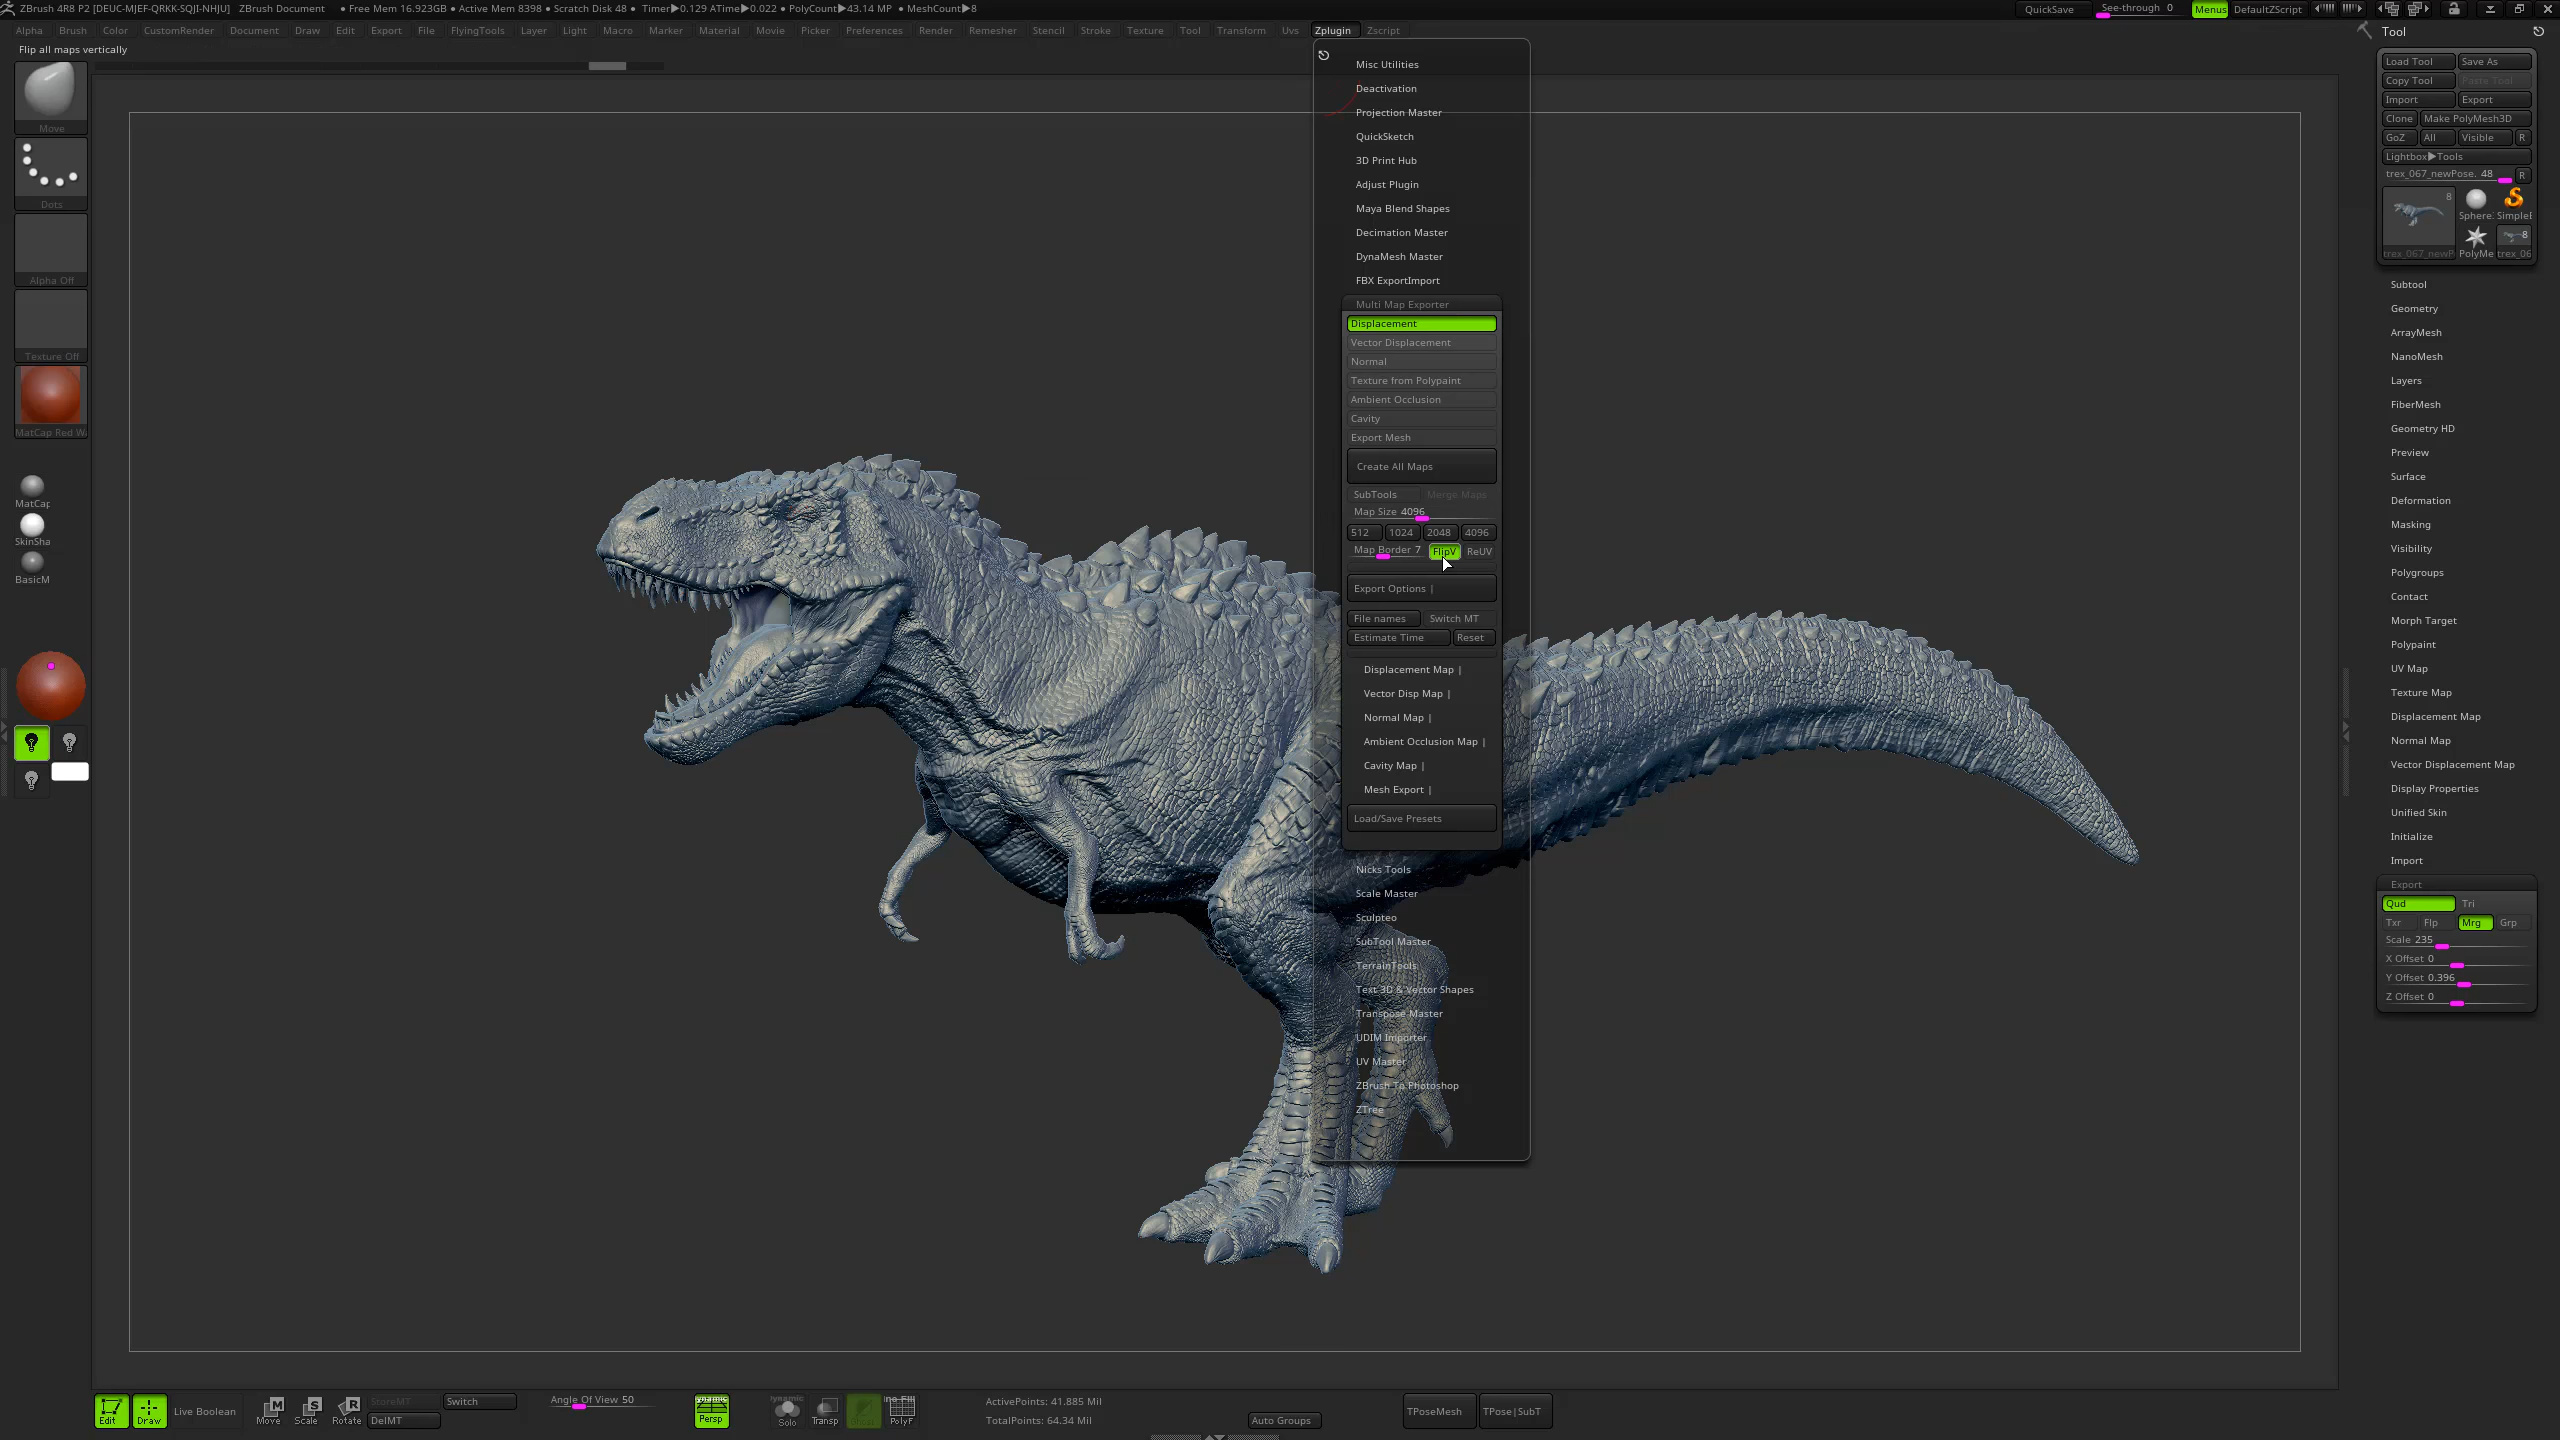 ZBrush 4R8 P2 [DEUC-MJEF-QRKK-SQJI-NHJU] ZBrush Document • Free Mem 16.923GB • Active Mem 8398 • Scratch Disk 48 • Timer▶0.129 ATime▶0.022 • PolyCount▶43.14 MP • MeshCount▶8 QuickSave See-through 0 Menus DefaultZScript
Alpha Brush Color CustomRender Document Draw Edit Export File FlyingTools Layer Light Macro Marker Material Movie Picker Preferences Render Remesher Stencil Stroke Texture Tool Transform Uvs Zplugin Zscript
Flip all maps vertically
Move
Dots
Alpha Off
Texture Off
MatCap Red W
MatCap
SkinSha
BasicM
Misc Utilities
Deactivation
Projection Master
QuickSketch
3D Print Hub
Adjust Plugin
Maya Blend Shapes
Decimation Master
DynaMesh Master
FBX ExportImport
Multi Map Exporter
Displacement
Vector Displacement
Normal
Texture from Polypaint
Ambient Occlusion
Cavity
Export Mesh
Create All Maps
SubTools Merge Maps
Map Size 4096
512 1024 2048 4096
Map Border 7 FlipV ReUV
Export Options |
File names Switch MT
Estimate Time Reset
Displacement Map |
Vector Disp Map |
Normal Map |
Ambient Occlusion Map |
Cavity Map |
Mesh Export |
Load/Save Presets
Nicks Tools
Scale Master
Sculpteo
SubTool Master
TerrainTools
Text 3D & Vector Shapes
Transpose Master
UDIM Importer
UV Master
ZBrush To Photoshop
ZTree
Tool
Load Tool Save As
Copy Tool Paste Tool
Import Export
Clone Make PolyMesh3D
GoZ All Visible R
Lightbox▶Tools
trex_067_newPose. 48 R
8
Sphere SimpleE
8
trex_067_newP PolyMe trex_06
Subtool
Geometry
ArrayMesh
NanoMesh
Layers
FiberMesh
Geometry HD
Preview
Surface
Deformation
Masking
Visibility
Polygroups
Contact
Morph Target
Polypaint
UV Map
Texture Map
Displacement Map
Normal Map
Vector Displacement Map
Display Properties
Unified Skin
Initialize
Import
Export
Qud Tri
Txr Flp Mrg Grp
Scale 235
X Offset 0
Y Offset 0.396
Z Offset 0
Edit Draw Live Boolean Move Scale Rotate StoreMT Switch
DelMT
Angle Of View 50
Persp
Dynamic
Solo Transp PolyF
ActivePoints: 41.885 Mil
TotalPoints: 64.34 Mil
Auto Groups
TPoseMesh TPose|SubT